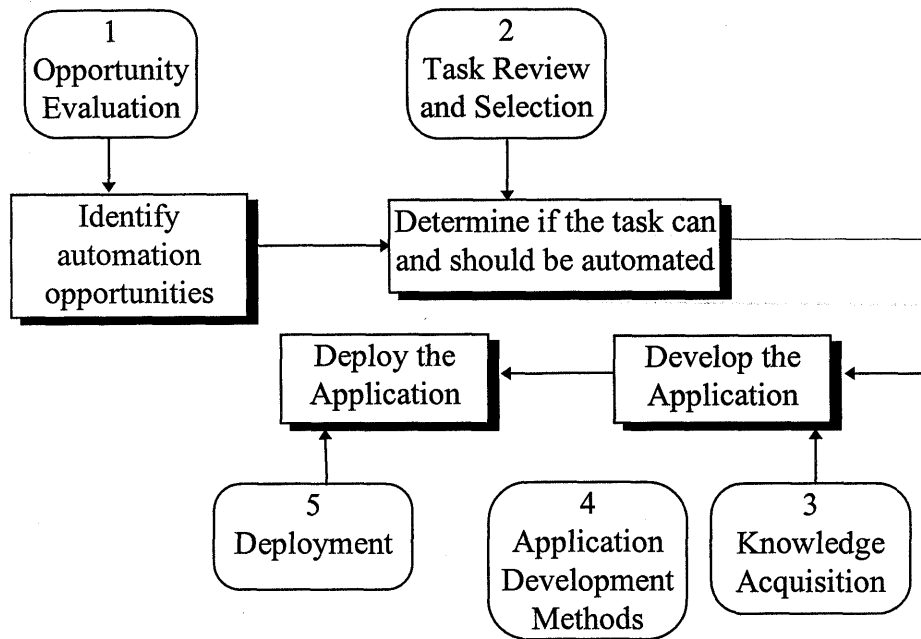 1
Opportunity
Evaluation
2
Task Review
and Selection
Identify
automation
opportunities
Determine if the task can
and should be automated
Deploy the
Application
Develop the
Application
5
Deployment
4
Application
Development
Methods
3
Knowledge
Acquisition